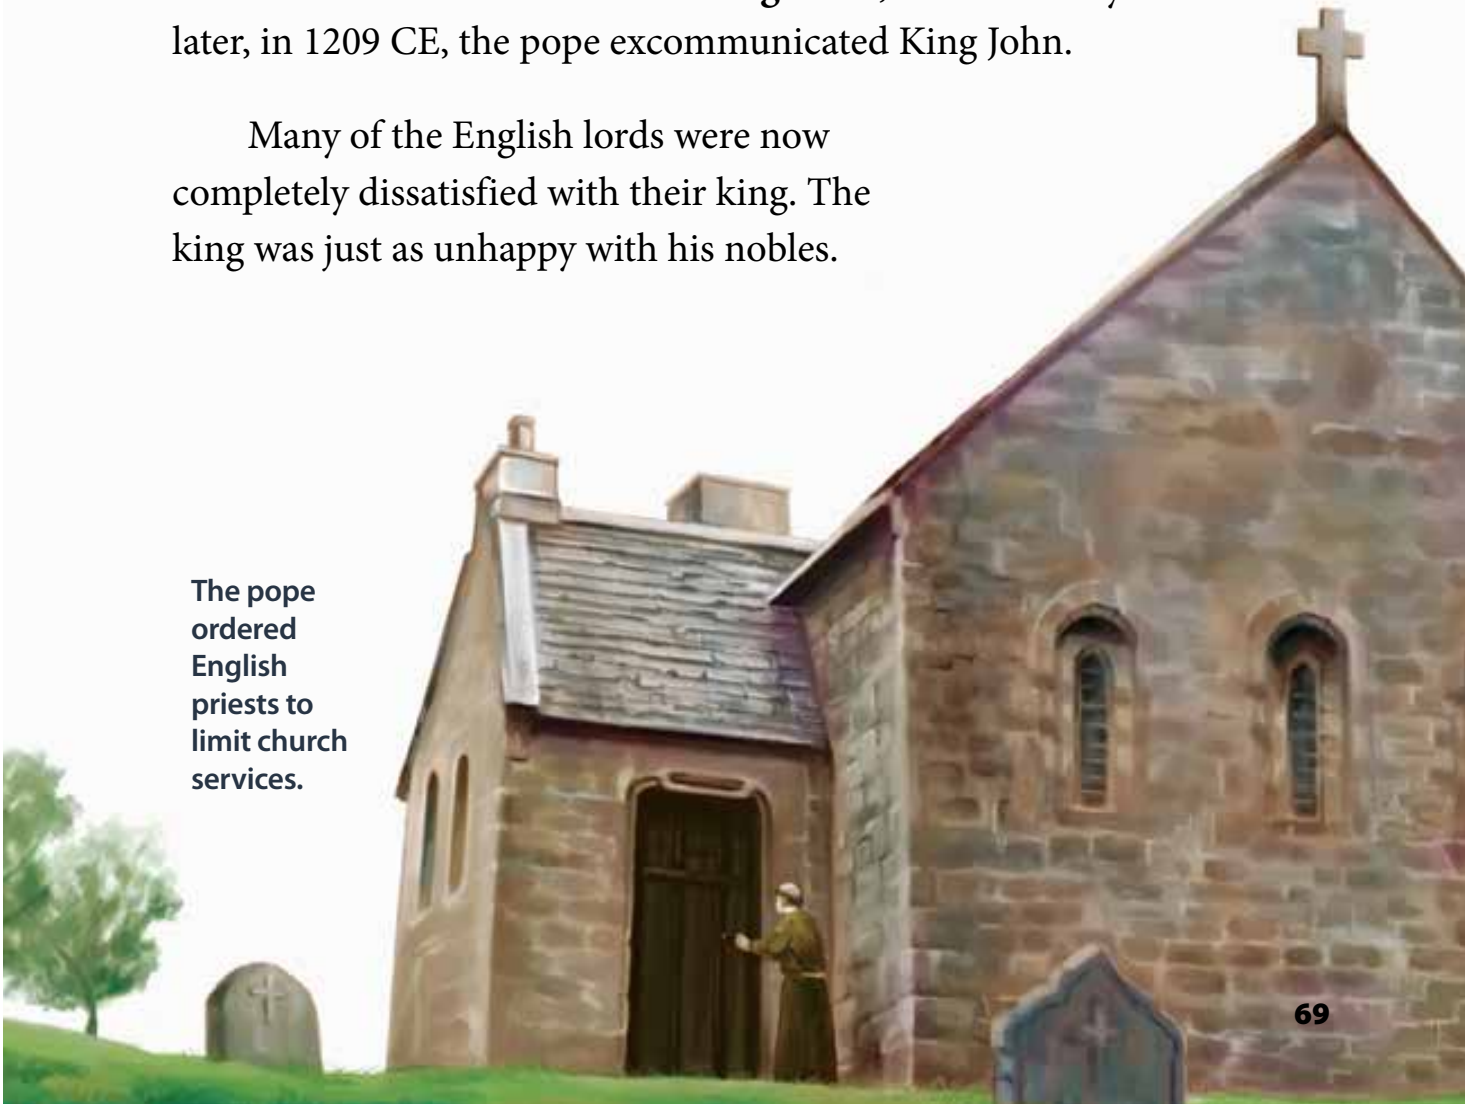 later, in 1209 CE, the pope excommunicated King John.
Many of the English lords were now
completely dissatisfied with their king. The
king was just as unhappy with his nobles.
The pope
ordered
English
priests to
limit church
services.
69